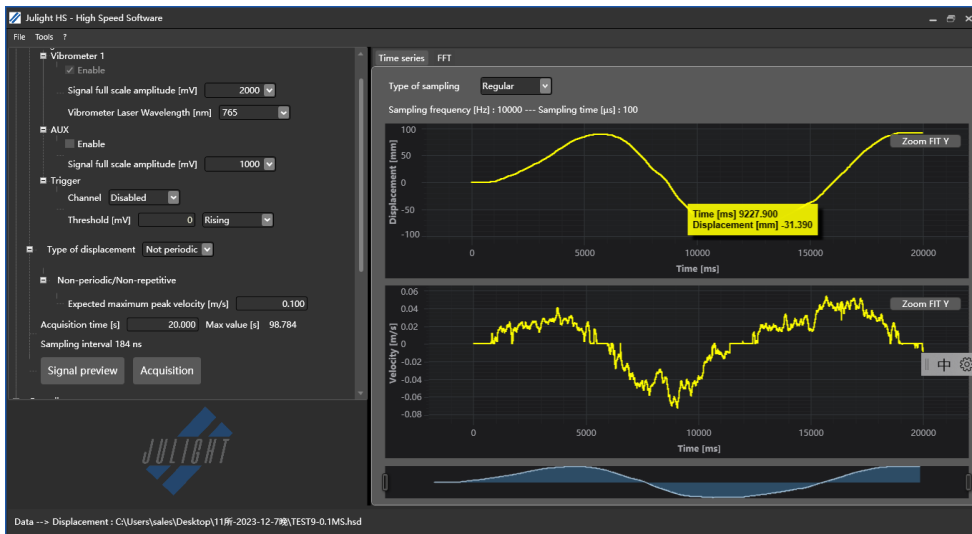 Julight HS - High Speed Software
File Tools ?
Vibrometer 1
Enable
Signal full scale amplitude [mV] 2000
Vibrometer Laser Wavelength [nm] 765
AUX
Enable
Signal full scale amplitude [mV] 1000
Trigger
Channel Disabled
Threshold [mV] 0 Rising
Type of displacement Not periodic
Non-periodic/Non-repetitive
Expected maximum peak velocity [m/s] 0.100
Acquisition time [s] 20.000 Max value [s] 98.784
Sampling interval 184 ns
Signal preview Acquisition
JULIGHT
Time series FFT
Type of sampling Regular
Sampling frequency [Hz] : 10000 --- Sampling time [µs] : 100
Zoom FIT Y
Displacement [mm]
100
50
0
-50
-100
Time [ms] 9227.900
Displacement [mm] -31.390
0 5000 10000 15000 20000
Time [ms]
Zoom FIT Y
Velocity [m/s]
0.06
0.04
0.02
0
-0.02
-0.04
-0.06
-0.08
中
0 5000 10000 15000 20000
Time [ms]
Data --> Displacement : C:\Users\sales\Desktop\11所-2023-12-7晚\TEST9-0.1MS.hsd